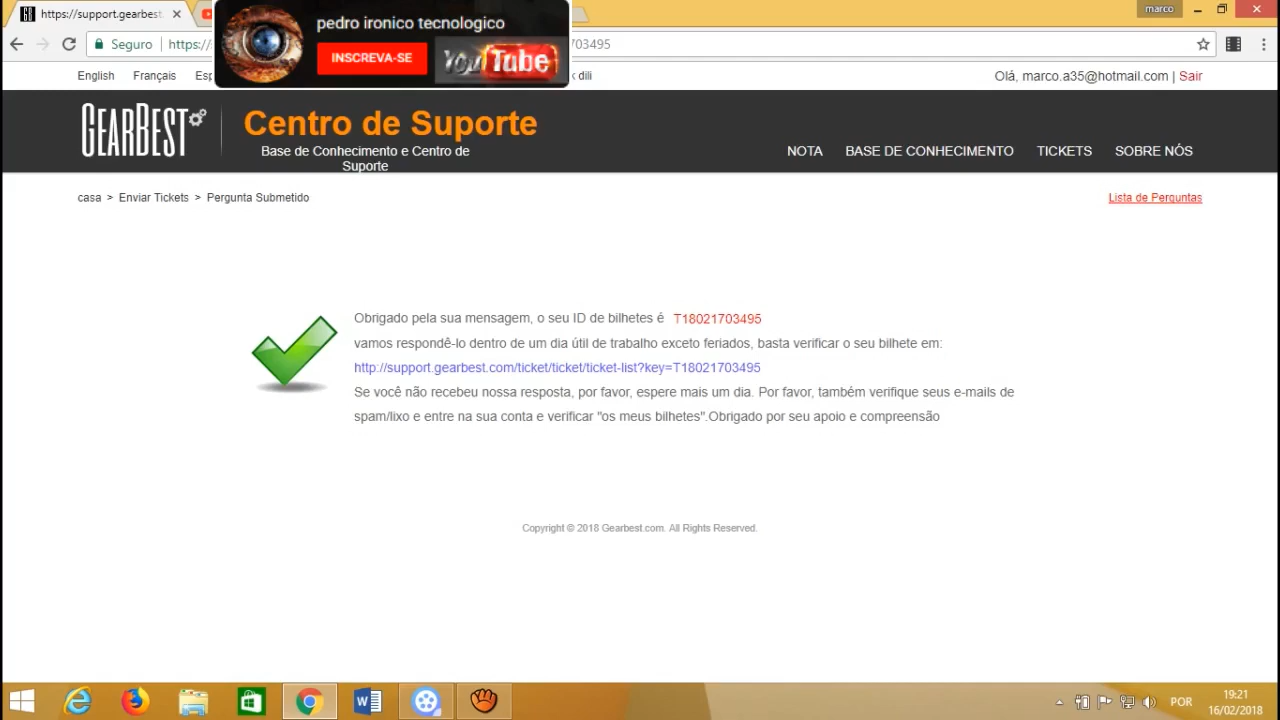 https://support.gearbest.
marco
pedro ironico tecnologico
INSCREVA-SE
YouTube
Seguro
https://
703495
English Français Esp
k dili
Olá, marco.a35@hotmail.com | Sair
GEARBEST
Centro de Suporte
Base de Conhecimento e Centro de
Suporte
NOTA BASE DE CONHECIMENTO TICKETS SOBRE NÓS
casa > Enviar Tickets > Pergunta Submetido
Lista de Perguntas
Obrigado pela sua mensagem, o seu ID de bilhetes é T18021703495
vamos respondê-lo dentro de um dia útil de trabalho exceto feriados, basta verificar o seu bilhete em:
http://support.gearbest.com/ticket/ticket/ticket-list?key=T18021703495
Se você não recebeu nossa resposta, por favor, espere mais um dia. Por favor, também verifique seus e-mails de
spam/lixo e entre na sua conta e verificar "os meus bilhetes".Obrigado por seu apoio e compreensão
Copyright © 2018 Gearbest.com. All Rights Reserved.
POR
19:21
16/02/2018